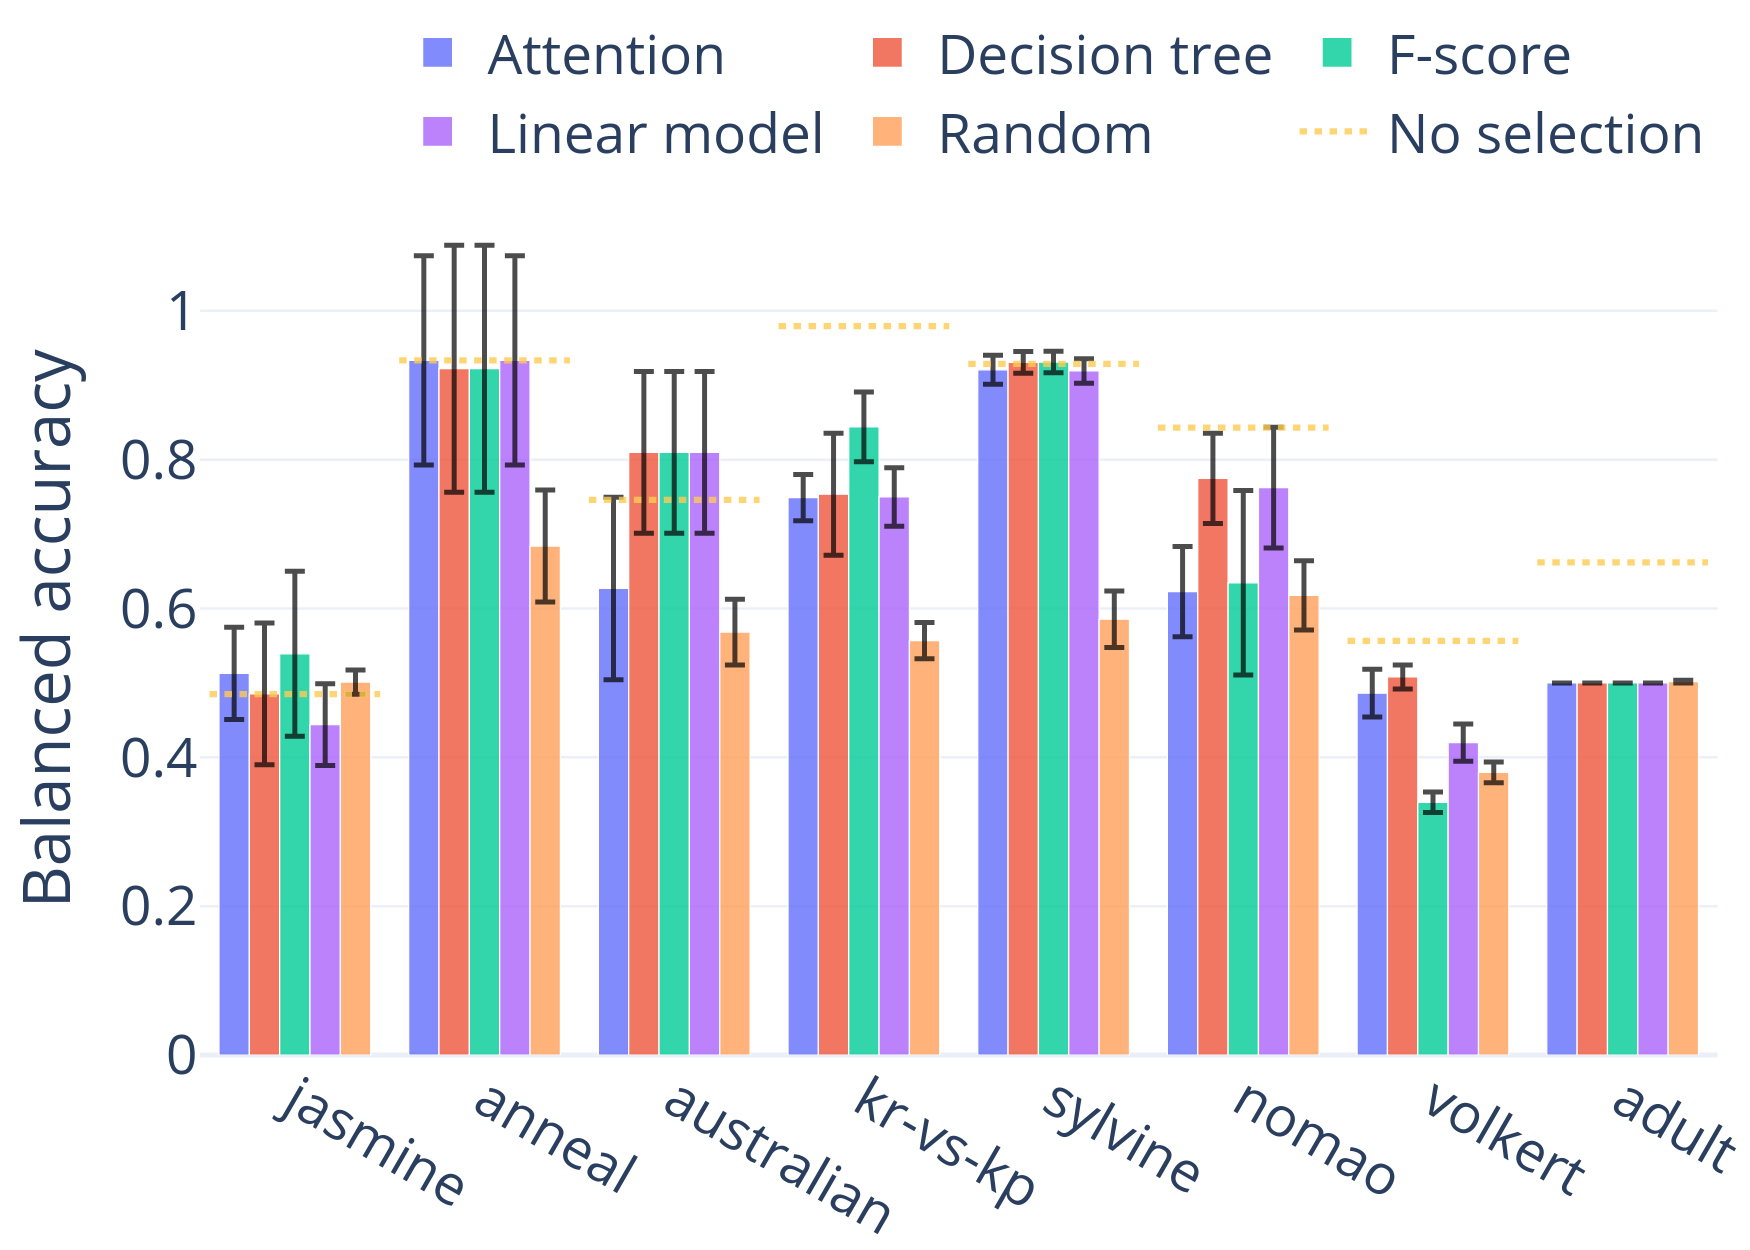 Attention Decision tree F-score
Linear model Random No selection
Balanced accuracy
1
0.8
0.6
0.4
0.2
0
jasmine anneal australian kr-vs-kp sylvine nomao volkert adult